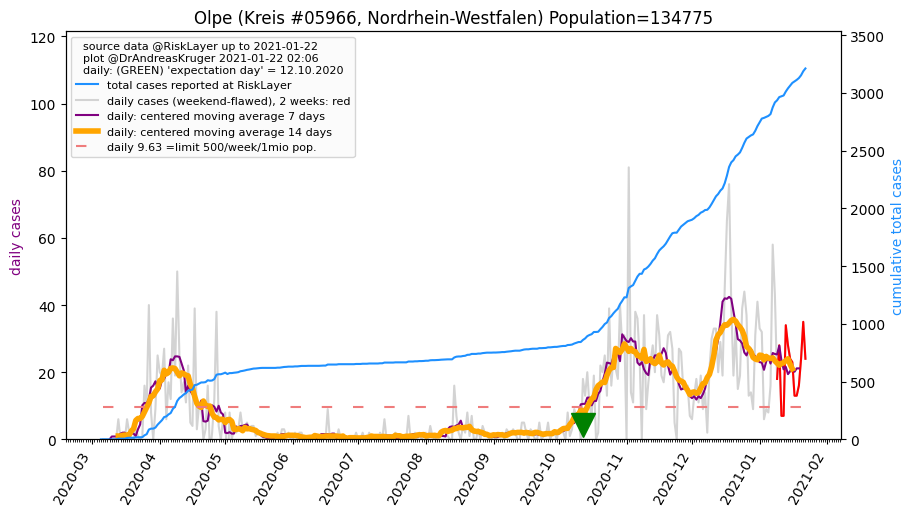 Olpe (Kreis #05966, Nordrhein-Westfalen) Population=134775
source data @RiskLayer up to 2021-01-22
plot @DrAndreasKruger 2021-01-22 02:06
daily: (GREEN) 'expectation day' = 12.10.2020
total cases reported at RiskLayer
daily cases (weekend-flawed), 2 weeks: red
daily: centered moving average 7 days
daily: centered moving average 14 days
daily 9.63 =limit 500/week/1mio pop.
daily cases
120
100
80
60
40
20
0
cumulative total cases
3500
3000
2500
2000
1500
1000
500
0
2020-03
2020-04
2020-05
2020-06
2020-07
2020-08
2020-09
2020-10
2020-11
2020-12
2021-01
2021-02